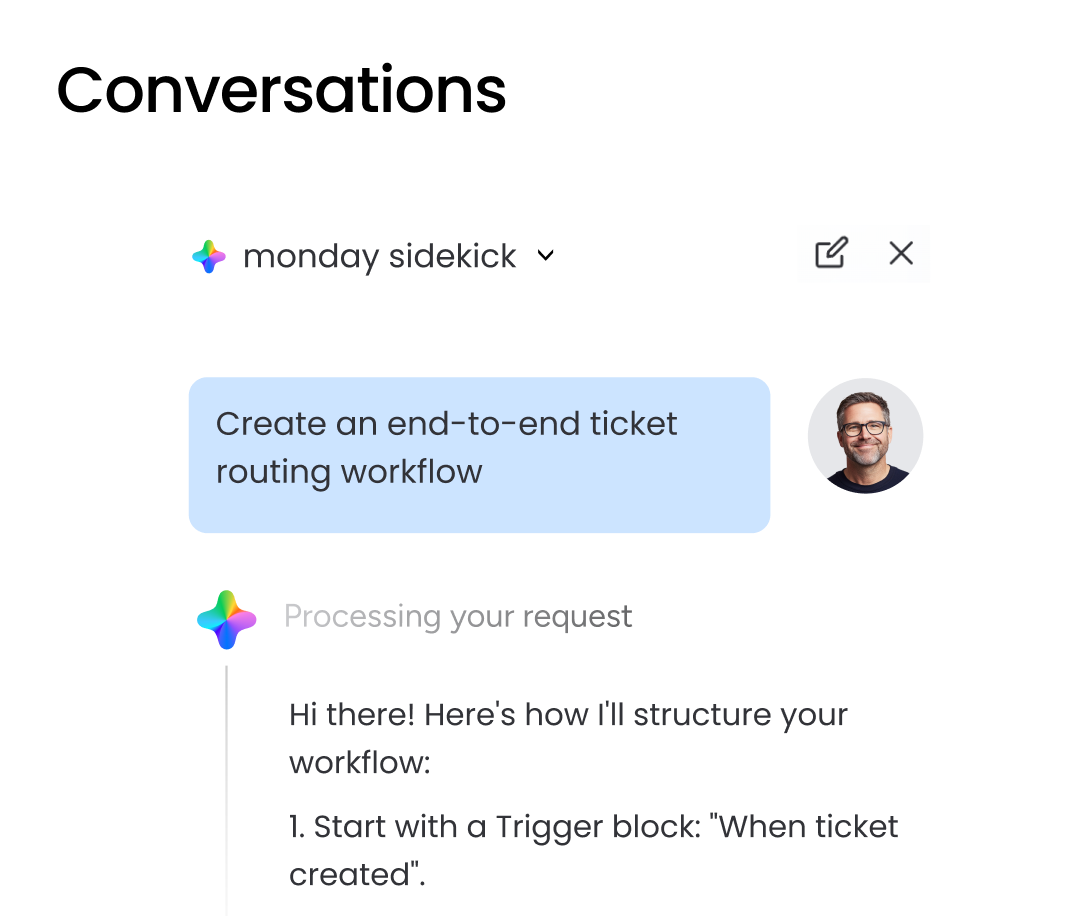 Conversations
monday sidekick
Create an end-to-end ticket
routing workflow
Processing your request
Hi there! Here's how I'll structure your
workflow:
1. Start with a Trigger block: "When ticket
created".